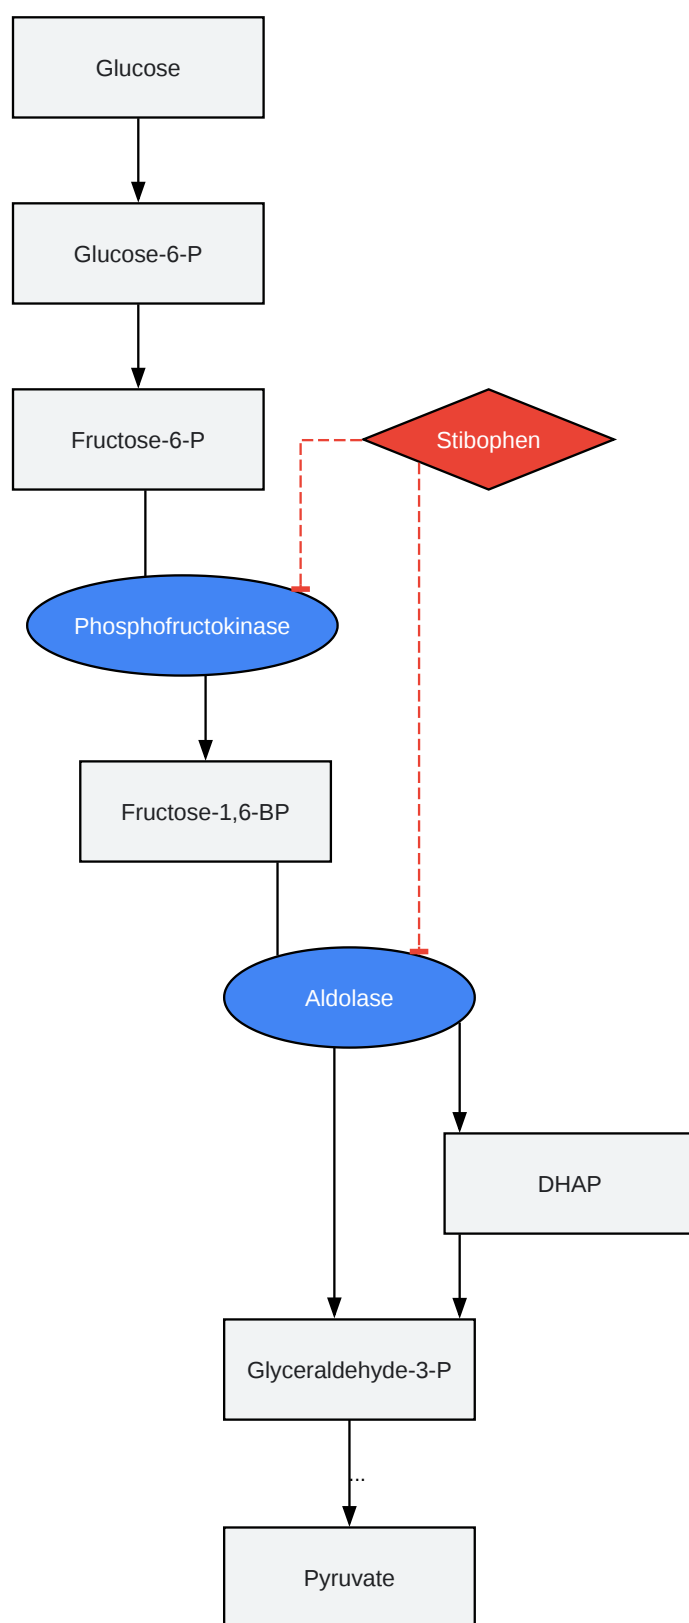 Glucose
Glucose-6-P
Fructose-6-P
Stibophen
Phosphofructokinase
Fructose-1,6-BP
Aldolase
DHAP
Glyceraldehyde-3-P
...
Pyruvate